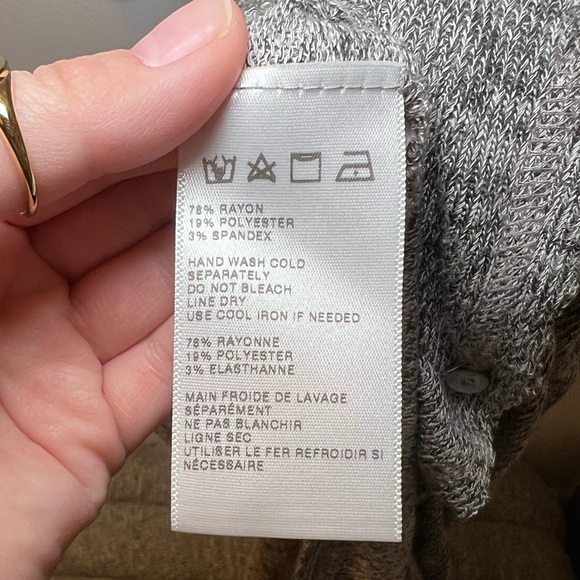 78% RAYON
19% POLYESTER
3% SPANDEX
HAND WASH COLD
SEPARATELY
DO NOT BLEACH
LINE DRY
USE COOL IRON IF NEEDED
78% RAYONNE
19% POLYESTER
3% ELASTHANNE
MAIN FROIDE DE LAVAGE
SÉPARÉMENT
NE PAS BLANCHIR
LIGNE SEC
UTILISER LE FER REFROIDIR SI
NÉCESSAIRE